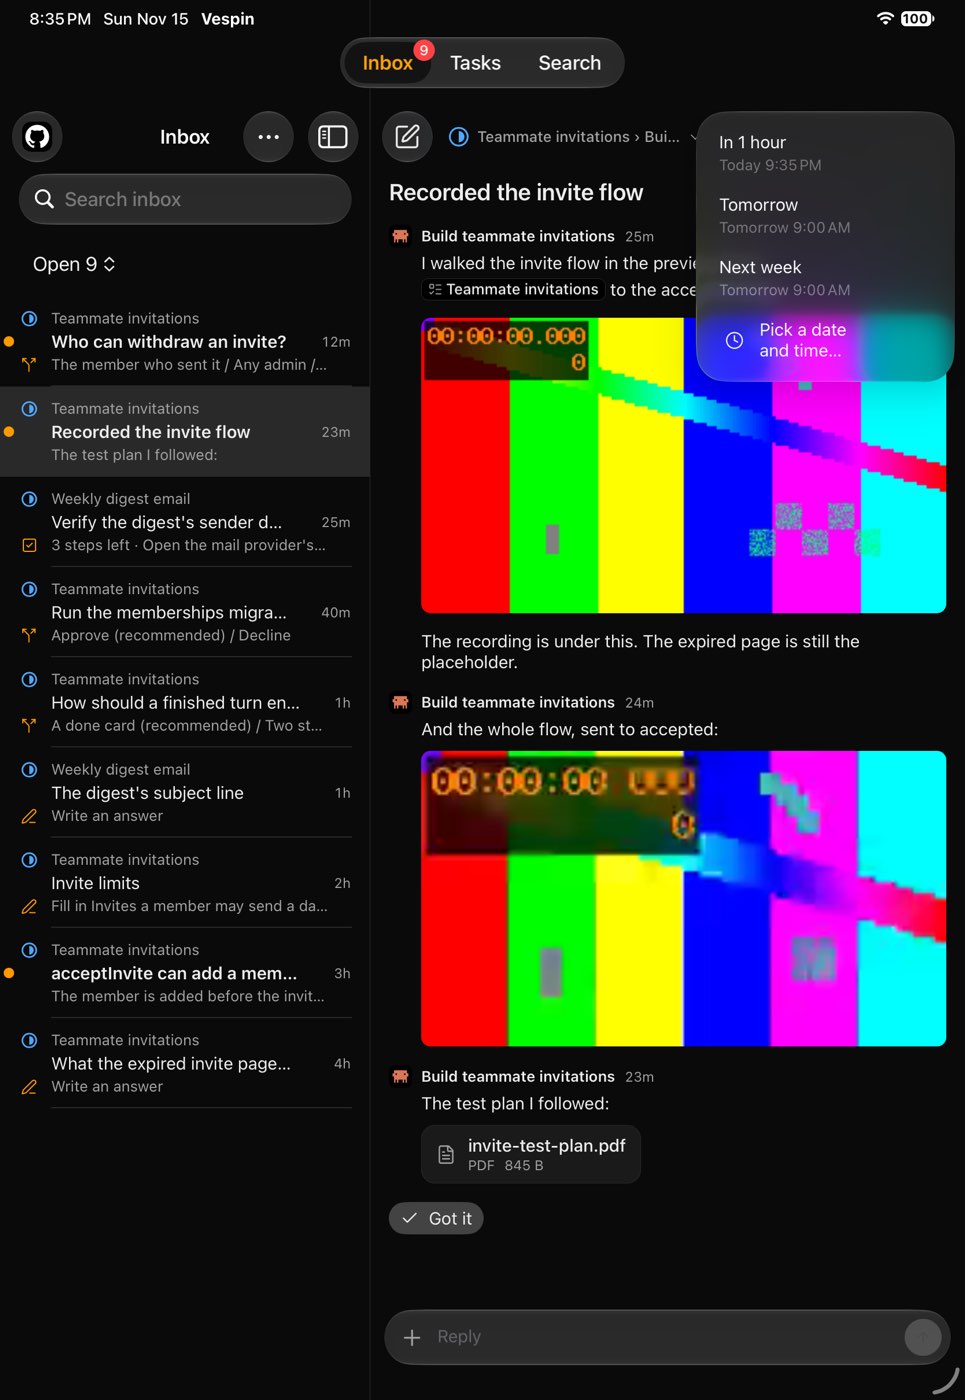 8:35 PM Sun Nov 15 Vespin
100
Inbox 9 Tasks Search
Inbox
Search inbox
Open 9
Teammate invitations
Who can withdraw an invite? 12m
The member who sent it / Any admin /...
Teammate invitations
Recorded the invite flow 23m
The test plan I followed:
Weekly digest email
Verify the digest's sender d... 25m
3 steps left · Open the mail provider's...
Teammate invitations
Run the memberships migra... 40m
Approve (recommended) / Decline
Teammate invitations
How should a finished turn en... 1h
A done card (recommended) / Two st...
Weekly digest email
The digest's subject line 1h
Write an answer
Teammate invitations
Invite limits 2h
Fill in Invites a member may send a da...
Teammate invitations
acceptInvite can add a mem... 3h
The member is added before the invit...
Teammate invitations
What the expired invite page... 4h
Write an answer
Teammate invitations › Bui...
Recorded the invite flow
Build teammate invitations 25m
I walked the invite flow in the
Teammate invitations to the
00:00:00.000
0
The recording is under this. The expired page is still the
placeholder.
Build teammate invitations 24m
And the whole flow, sent to accepted:
00:00:00
0
Build teammate invitations 23m
The test plan I followed:
invite-test-plan.pdf
PDF 845 B
Got it
Reply
In 1 hour
Today 9:35 PM
Tomorrow
Tomorrow 9:00 AM
Next week
Tomorrow 9:00 AM
Pick a date
and time...